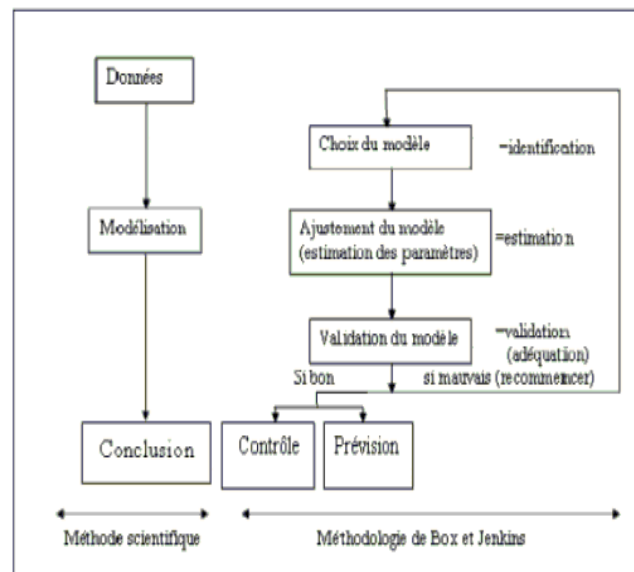 Données
Choix du modèle
=identification
Modélisation
Ajustement du modèle
(estimation des paramètres)
=estimation
Validation du modèle
=validation
(adéquation)
Si bon
si mauvais (recommencer)
Conclusion
Contrôle
Prévision
Méthode scientifique
Méthodologie de Box et Jenkins